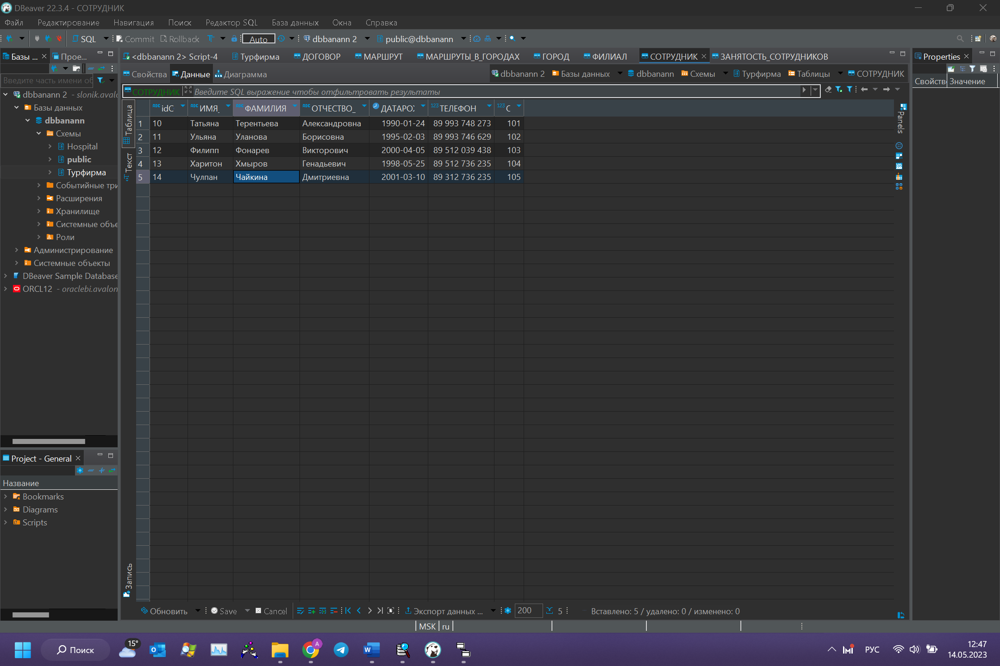 DBeaver 22.3.4 - СОТРУДНИК
Файл Редактирование Навигация Поиск Редактор SQL База данных Окна Справка
SQL Commit Rollback Auto dbbanann 2 public@dbbanann
Базы ... Прое...
Введите часть имени об
dbbanann 2 - slonik.avalo
Базы данных
dbbanann
Схемы
Hospital
public
Турфирма
Событийные три
Расширения
Хранилище
Системные объе
Роли
Администрирование
Системные объекты
DBeaver Sample Database
ORCL12 - oraclebi.avalon
Project - General
Название
Bookmarks
Diagrams
Scripts
<dbbanann 2> Script-4 Турфирма ДОГОВОР МАРШРУТ МАРШРУТЫ_В_ГОРОДАХ ГОРОД ФИЛИАЛ СОТРУДНИК ЗАНЯТОСТЬ_СОТРУДНИКОВ
Свойства Данные Диаграмма dbbanann 2 Базы данных dbbanann Схемы Турфирма Таблицы СОТРУДНИК
СОТРУДНИК Введите SQL выражение чтобы отфильтровать результаты
Таблица
Текст
Запись
ABC idC ABC ИМЯ_ ABC ФАМИЛИЯ ABC ОТЧЕСТВО_ ДАТАРО 123 ТЕЛЕФОН 123 С
1 10 Татьяна Терентьева Александровна 1990-01-24 89 993 748 273 101
2 11 Ульяна Уланова Борисовна 1995-02-03 89 993 746 629 102
3 12 Филипп Фонарев Викторович 2000-04-05 89 512 039 438 103
4 13 Харитон Хмыров Генадьевич 1998-05-25 89 512 736 235 104
5 14 Чулпан Чайкина Дмитриевна 2001-03-10 89 312 736 235 105
Panels
Обновить Save Cancel Экспорт данных ... 200 5 Вставлено: 5 / удалено: 0 / изменено: 0
Properties
Свойств Значение
MSK ru
15° Поиск РУС 12:47
14.05.2023